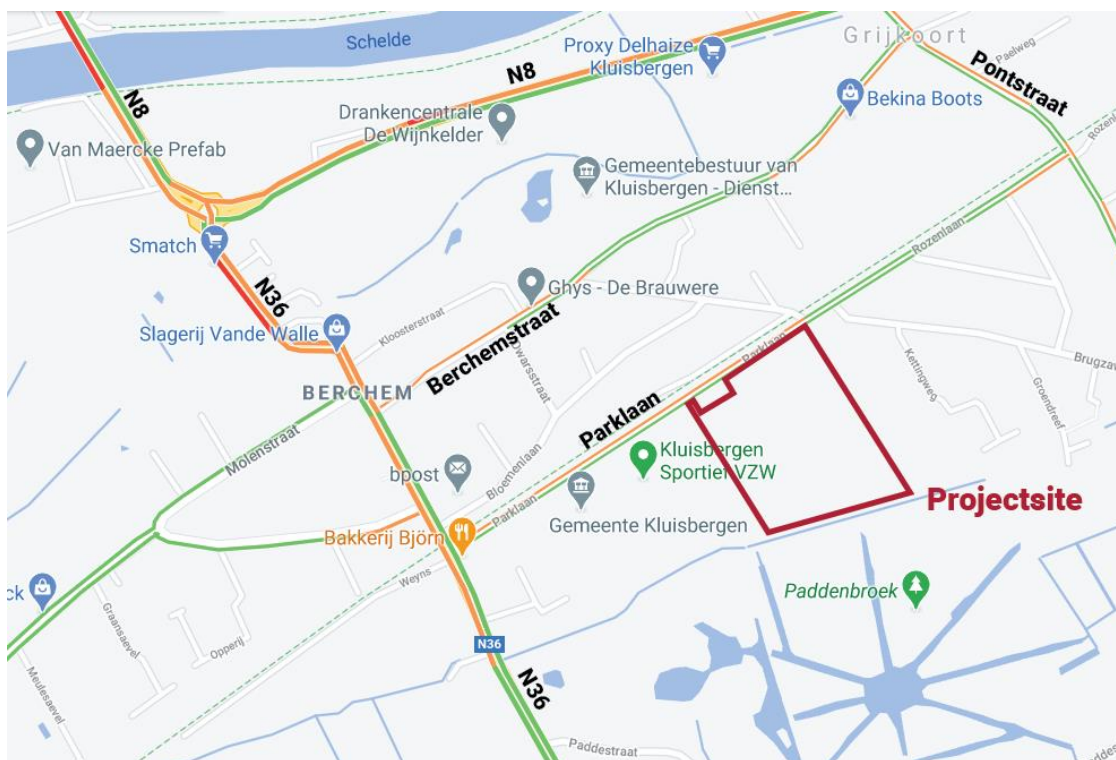 Schelde
N8
N8
Proxy Delhaize
Kluisbergen
Grijkoort
Paelweg
Pontstraat
Drankencentrale
De Wijnkelder
Bekina Boots
Van Maercke Prefab
Gemeentebestuur van
Kluisbergen - Dienst...
Smatch
N36
Slagerij Vande Walle
Kloosterstraat
Ghys - De Brauwere
Berchemstraat
Dwarsstraat
Rozenlaan
BERCHEM
Parklaan
Parklaan
Brugzav
Kettingweg
Groendreef
Molenstraat
bpost
Bloemenlaan
Kluisbergen
Sportief VZW
Projectsite
Bakkerij Björn
Parklaan
Gemeente Kluisbergen
Weyns
ck
Graansaevel
Opperij
Meulesaevel
N36
N36
Paddenbroek
Paddestraat